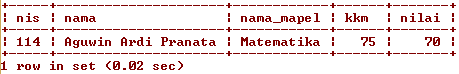 nis nama nama_mapel kkm nilai
114 Aguwin Ardi Pranata Matematika 75 70
1 row in set (0.02 sec)